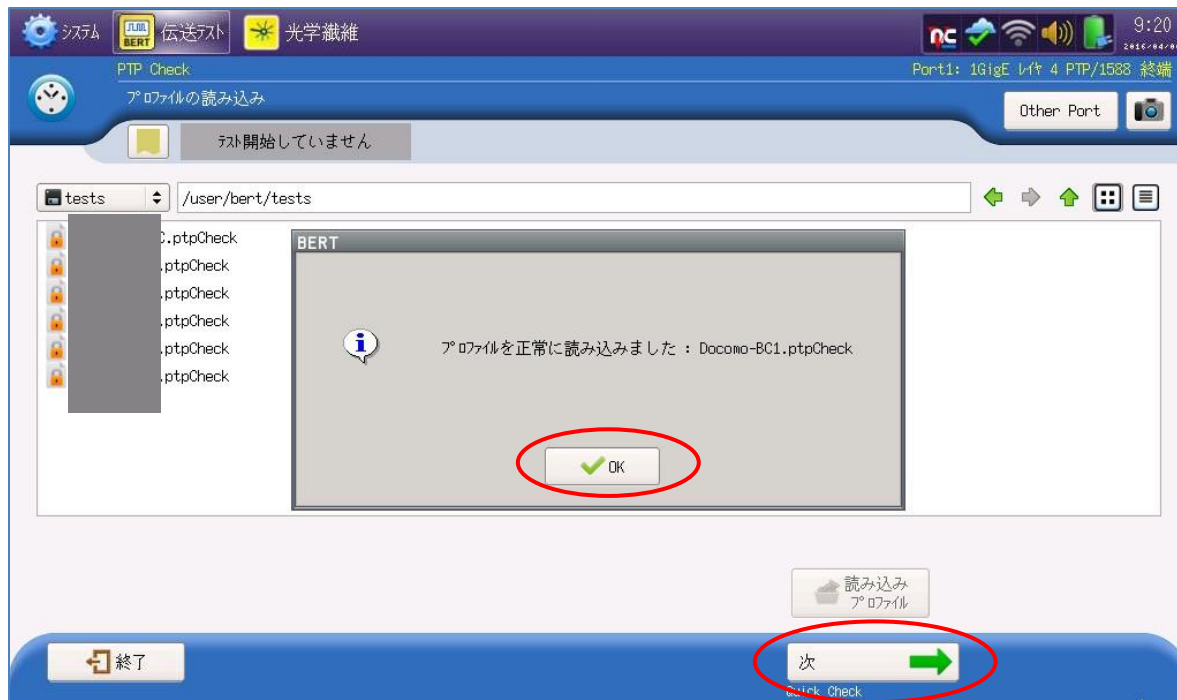 システム
BERT
伝送テスト
光学繊維
9:20
PTP Check
Port1: 1GigE レイヤ 4 PTP/1588 終端
プロファイルの読み込み
Other Port
テスト開始していません
tests
/user/bert/tests
.ptpCheck
.ptpCheck
.ptpCheck
.ptpCheck
.ptpCheck
.ptpCheck
BERT
プロファイルを正常に読み込みました : Docomo-BC1.ptpCheck
OK
読み込み
プロファイル
終了
次
Quick Check